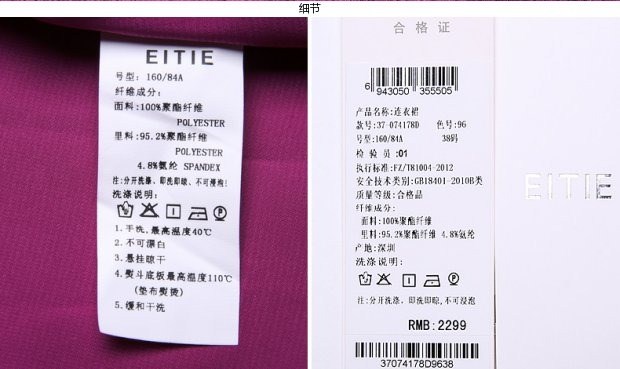 细节
EITIE
号型: 160/84A
纤维成分:
面料:100%聚酯纤维
POLYESTER
里料:95.2%聚酯纤维
POLYESTER
4.8%氨纶 SPANDEX
注:分开洗涤、即洗即晾、不可浸泡!
洗涤说明:
1.手洗,最高温度40℃
2.不可漂白
3.悬挂晾干
4.熨斗底板最高温度110℃
(垫布熨烫)
5.缓和干洗
合格证
6 943050 355505
产品名称:连衣裙
款号:37-074178D 色号:96
号型:160/84A 38码
检 验 员:01
执行标准:FZ/T81004-2012
安全技术类别:GB18401-2010B类
质量等级:合格品
纤维成分:
面料:100%聚酯纤维
里料:95.2%聚酯纤维 4.8%氨纶
产地:深圳
洗涤说明:
注:分开洗涤、即洗即晾,不可浸泡
RMB:2299
37074178D9638
EITIE